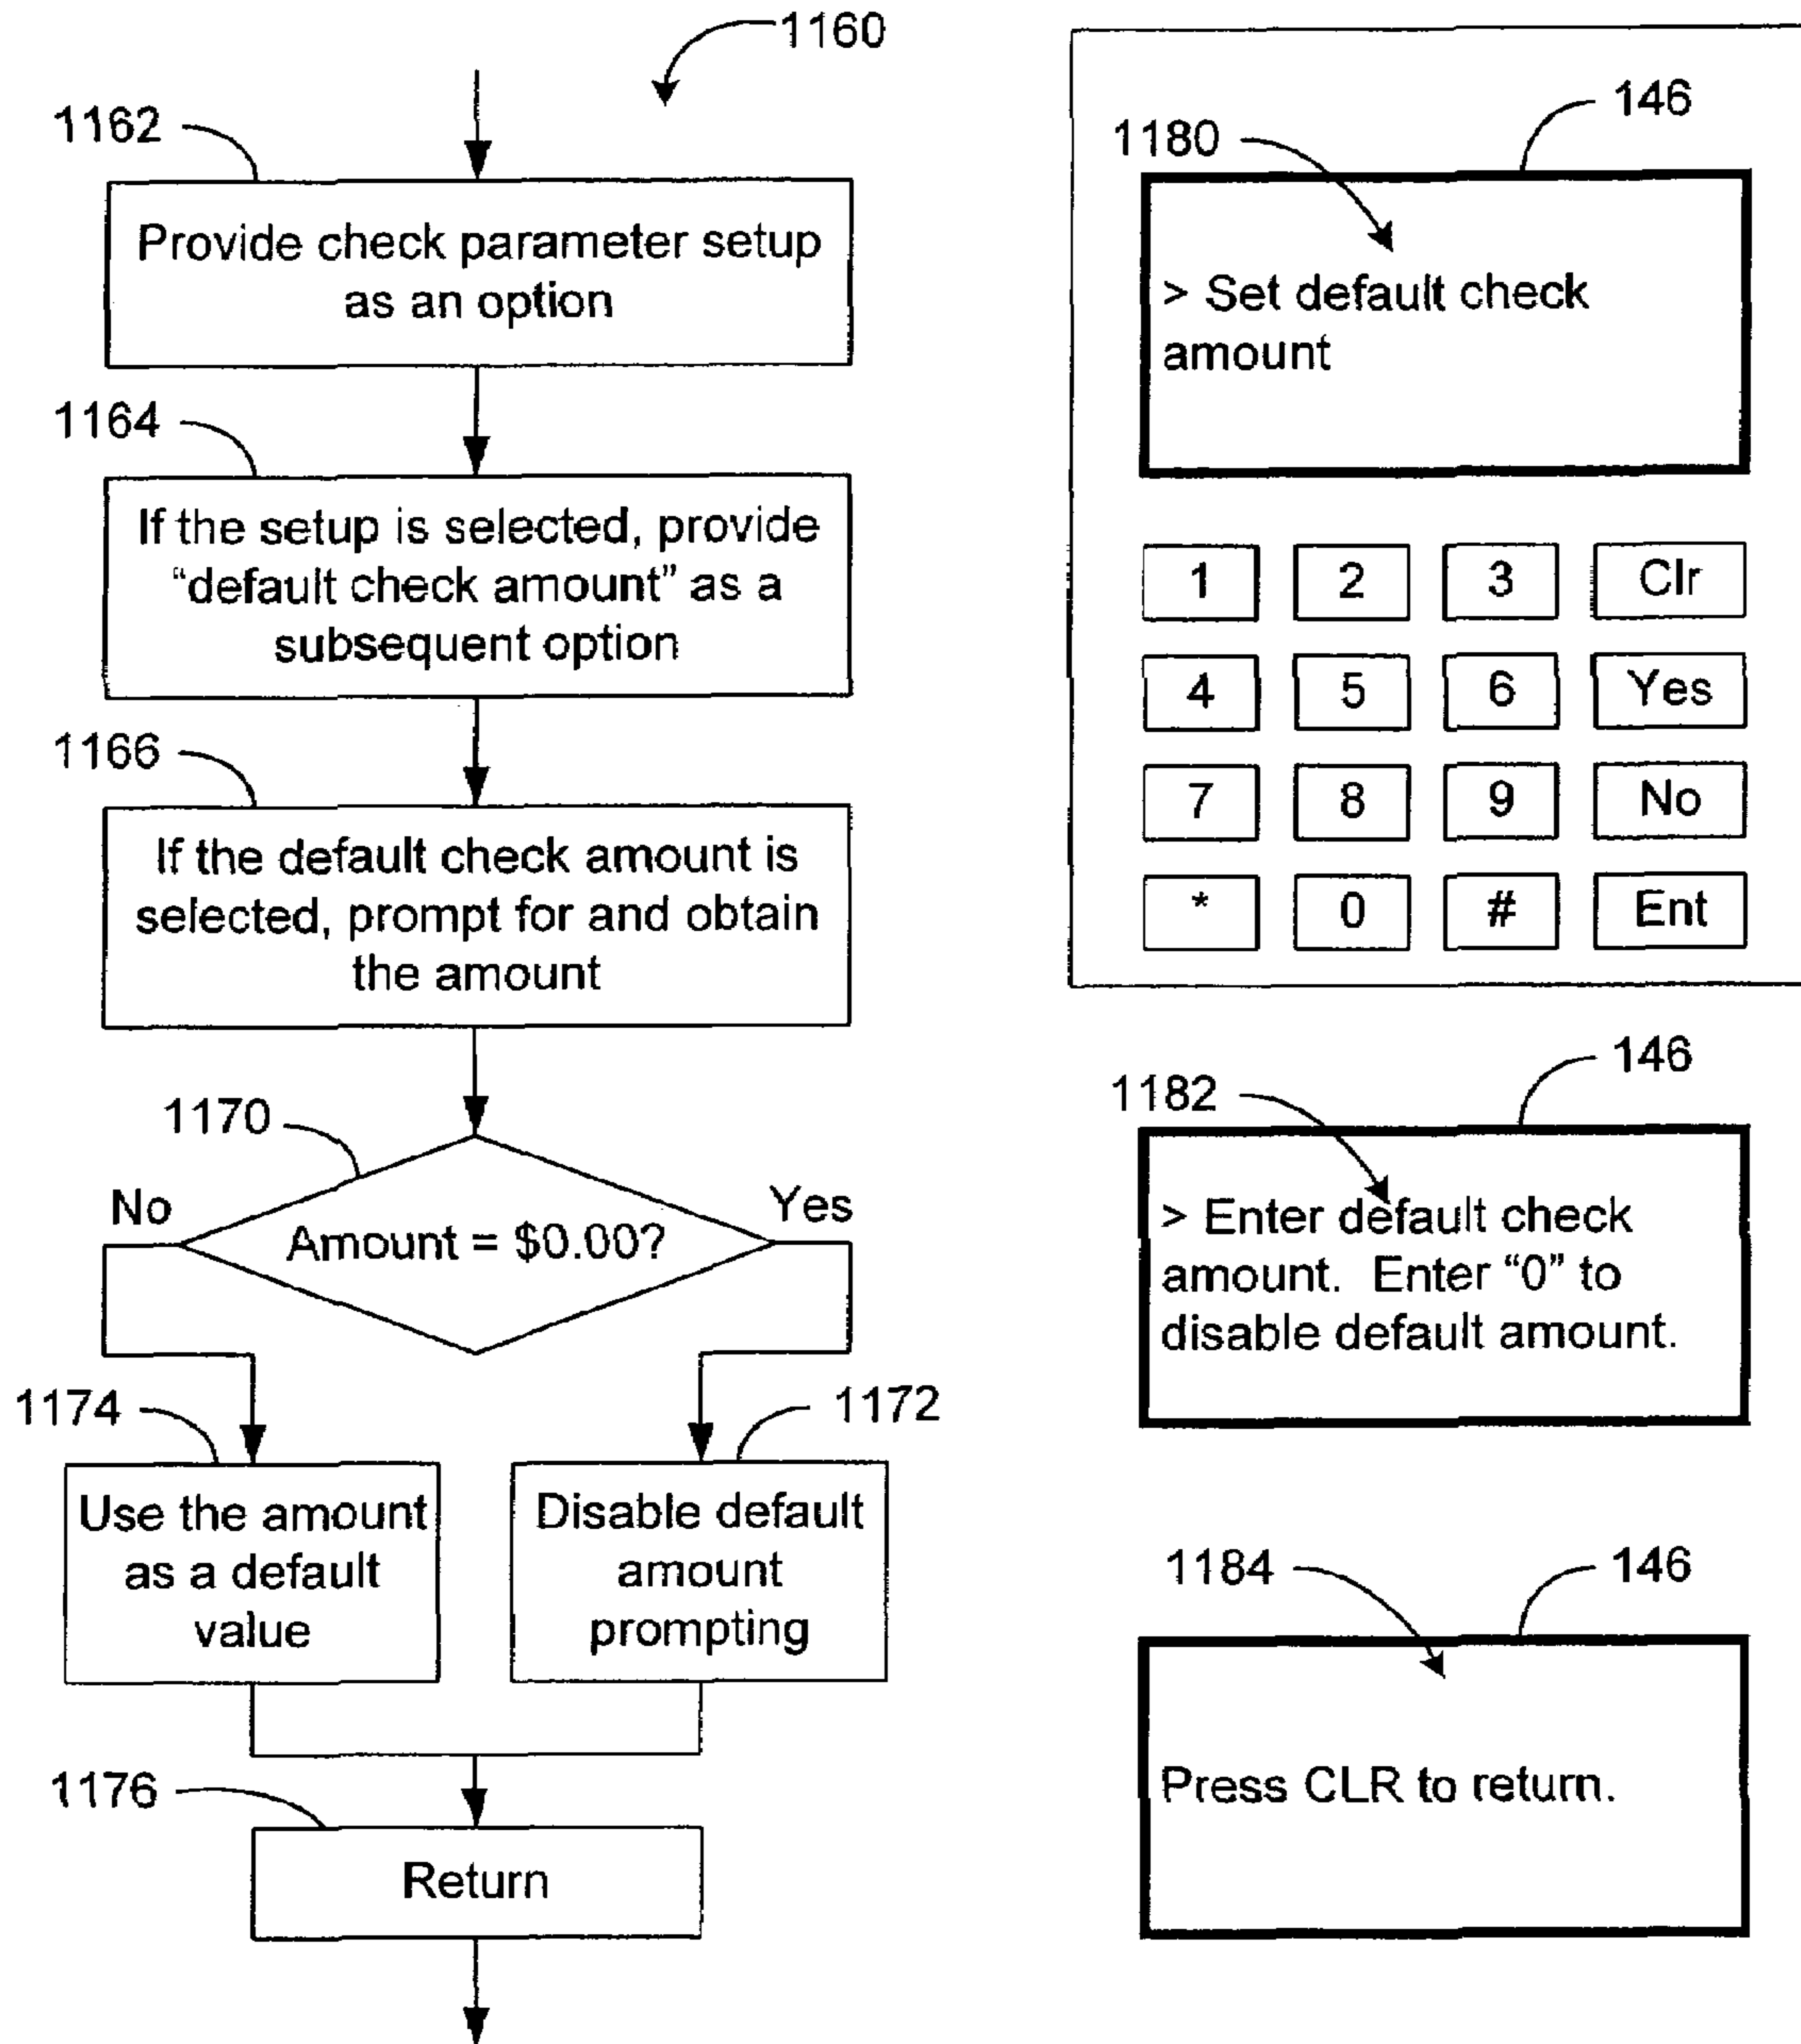 1160
1162
Provide check parameter setup
as an option
1164
If the setup is selected, provide
“default check amount” as a
subsequent option
1166
If the default check amount is
selected, prompt for and obtain
the amount
1170
No
Yes
Amount = $0.00?
1174
1172
Use the amount
as a default
value
Disable default
amount
prompting
1176
Return
146
1180
> Set default check
amount
1 2 3 Clr
4 5 6 Yes
7 8 9 No
* 0 # Ent
146
1182
> Enter default check
amount. Enter “0” to
disable default amount.
1184
146
Press CLR to return.